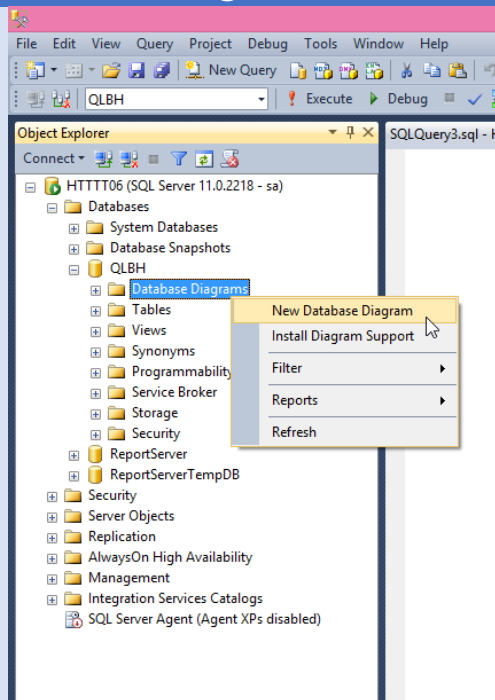 File Edit View Query Project Debug Tools Window Help
New Query MDX DMX
QLBH Execute Debug
Object Explorer SQLQuery3.sql - H
Connect
HTTTT06 (SQL Server 11.0.2218 - sa)
Databases
System Databases
Database Snapshots
QLBH
Database Diagrams
Tables New Database Diagram
Views Install Diagram Support
Synonyms
Programmability Filter
Service Broker
Storage Reports
Security Refresh
ReportServer
ReportServerTempDB
Security
Server Objects
Replication
AlwaysOn High Availability
Management
Integration Services Catalogs
SQL Server Agent (Agent XPs disabled)